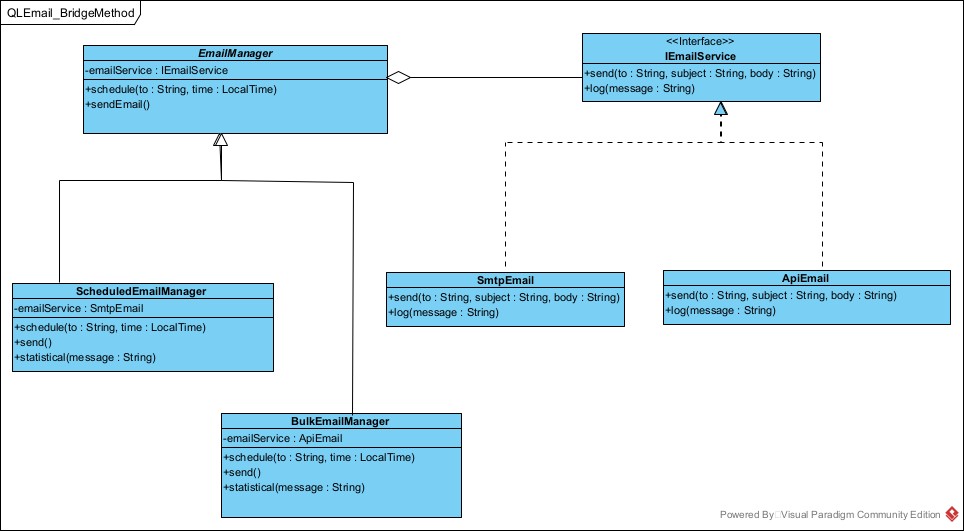 QLEmail_BridgeMethod
EmailManager
-emailService : IEmailService
+schedule(to : String, time : LocalTime)
+sendEmail()
<<Interface>>
IEmailService
+send(to : String, subject : String, body : String)
+log(message : String)
ScheduledEmailManager
-emailService : SmtpEmail
+schedule(to : String, time : LocalTime)
+send()
+statistical(message : String)
SmtpEmail
+send(to : String, subject : String, body : String)
+log(message : String)
ApiEmail
+send(to : String, subject : String, body : String)
+log(message : String)
BulkEmailManager
-emailService : ApiEmail
+schedule(to : String, time : LocalTime)
+send()
+statistical(message : String)
Powered By Visual Paradigm Community Edition